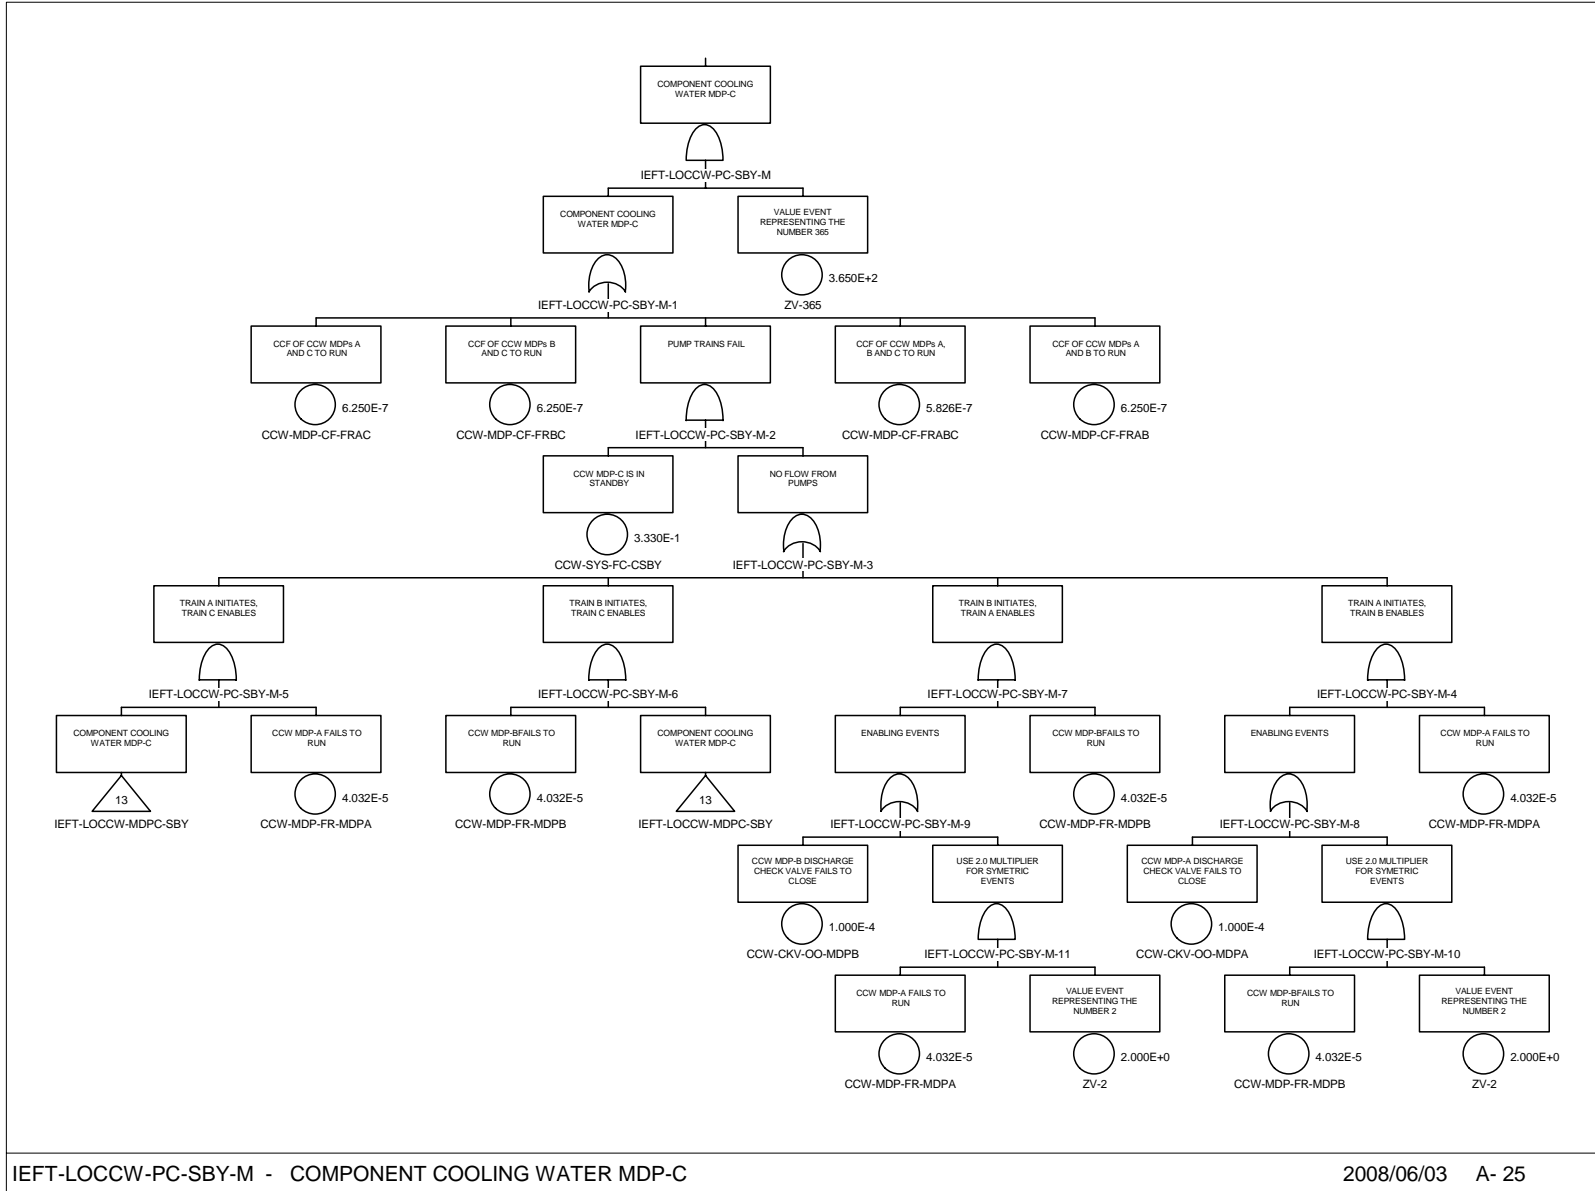 COMPONENT COOLING
WATER MDP-C
IEFT-LOCCW-PC-SBY-M
COMPONENT COOLING
WATER MDP-C
VALUE EVENT
REPRESENTING THE
NUMBER 365
3.650E+2
IEFT-LOCCW-PC-SBY-M-1
ZV-365
CCF OF CCW MDPs A
AND C TO RUN
CCF OF CCW MDPs B
AND C TO RUN
PUMP TRAINS FAIL
CCF OF CCW MDPs A,
B AND C TO RUN
CCF OF CCW MDPs A
AND B TO RUN
6.250E-7
6.250E-7
5.826E-7
6.250E-7
CCW-MDP-CF-FRAC
CCW-MDP-CF-FRBC
IEFT-LOCCW-PC-SBY-M-2
CCW-MDP-CF-FRABC
CCW-MDP-CF-FRAB
CCW MDP-C IS IN
STANDBY
NO FLOW FROM
PUMPS
3.330E-1
CCW-SYS-FC-CSBY
IEFT-LOCCW-PC-SBY-M-3
TRAIN A INITIATES,
TRAIN C ENABLES
TRAIN B INITIATES,
TRAIN C ENABLES
TRAIN B INITIATES,
TRAIN A ENABLES
TRAIN A INITIATES,
TRAIN B ENABLES
IEFT-LOCCW-PC-SBY-M-5
IEFT-LOCCW-PC-SBY-M-6
IEFT-LOCCW-PC-SBY-M-7
IEFT-LOCCW-PC-SBY-M-4
COMPONENT COOLING
WATER MDP-C
CCW MDP-A FAILS TO
RUN
CCW MDP-BFAILS TO
RUN
COMPONENT COOLING
WATER MDP-C
ENABLING EVENTS
CCW MDP-BFAILS TO
RUN
ENABLING EVENTS
CCW MDP-A FAILS TO
RUN
13
4.032E-5
4.032E-5
13
4.032E-5
4.032E-5
IEFT-LOCCW-MDPC-SBY
CCW-MDP-FR-MDPA
CCW-MDP-FR-MDPB
IEFT-LOCCW-MDPC-SBY
IEFT-LOCCW-PC-SBY-M-9
CCW-MDP-FR-MDPB
IEFT-LOCCW-PC-SBY-M-8
CCW-MDP-FR-MDPA
CCW MDP-B DISCHARGE
CHECK VALVE FAILS TO
CLOSE
USE 2.0 MULTIPLIER
FOR SYMETRIC
EVENTS
CCW MDP-A DISCHARGE
CHECK VALVE FAILS TO
CLOSE
USE 2.0 MULTIPLIER
FOR SYMETRIC
EVENTS
1.000E-4
1.000E-4
CCW-CKV-OO-MDPB
IEFT-LOCCW-PC-SBY-M-11
CCW-CKV-OO-MDPA
IEFT-LOCCW-PC-SBY-M-10
CCW MDP-A FAILS TO
RUN
VALUE EVENT
REPRESENTING THE
NUMBER 2
CCW MDP-BFAILS TO
RUN
VALUE EVENT
REPRESENTING THE
NUMBER 2
4.032E-5
2.000E+0
4.032E-5
2.000E+0
CCW-MDP-FR-MDPA
ZV-2
CCW-MDP-FR-MDPB
ZV-2
IEFT-LOCCW-PC-SBY-M - COMPONENT COOLING WATER MDP-C
2008/06/03 A- 25